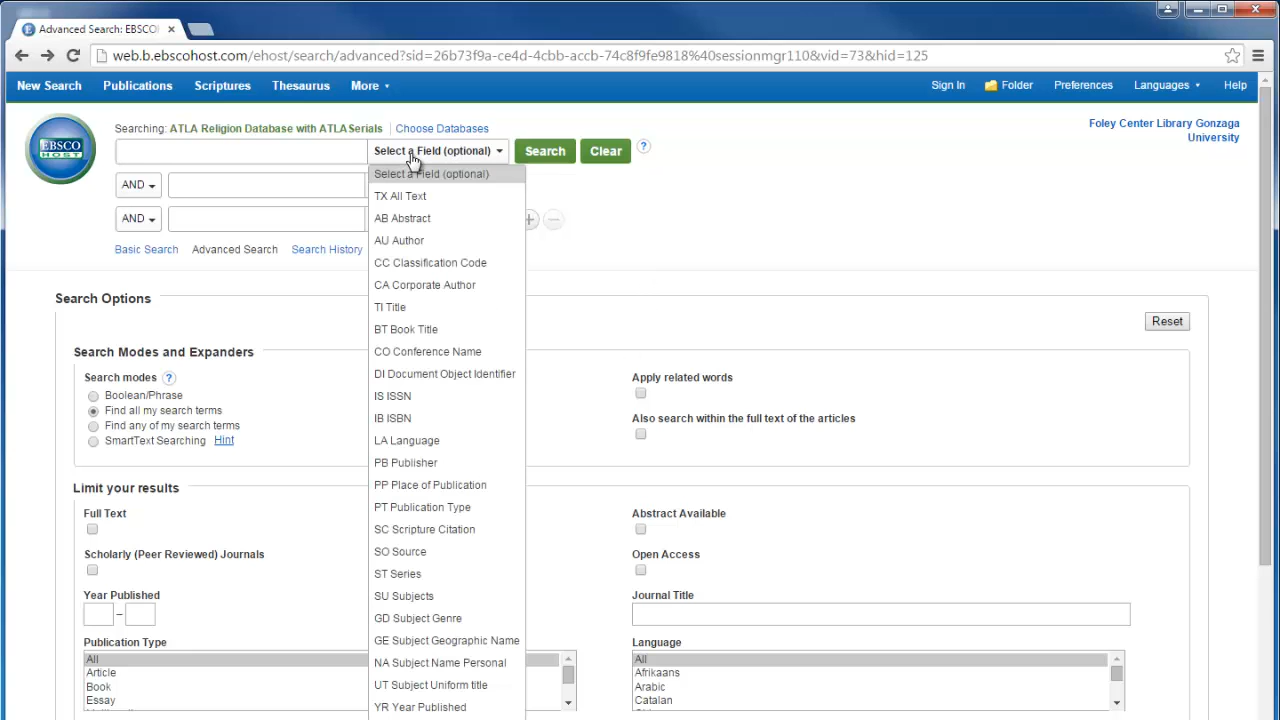 Advanced Search: EBSCO
web.b.ebscohost.com/ehost/search/advanced?sid=26b73f9a-ce4d-4cbb-accb-74c8f9fe9818%40sessionmgr110&vid=73&hid=125
New Search Publications Scriptures Thesaurus More Sign In Folder Preferences Languages Help
Searching: ATLA Religion Database with ATLASerials Choose Databases
Foley Center Library Gonzaga
University
EBSCO
HOST
Select a Field (optional) Search Clear ?
Select a Field (optional)
AND
TX All Text
AND
AB Abstract
AU Author
Basic Search Advanced Search Search History
CC Classification Code
CA Corporate Author
Search Options
TI Title
Reset
BT Book Title
Search Modes and Expanders
CO Conference Name
Search modes ?
DI Document Object Identifier
Apply related words
Boolean/Phrase
IS ISSN
Find all my search terms
IB ISBN
Also search within the full text of the articles
Find any of my search terms
SmartText Searching Hint
LA Language
PB Publisher
Limit your results
PP Place of Publication
PT Publication Type
Full Text
Abstract Available
SC Scripture Citation
Scholarly (Peer Reviewed) Journals
SO Source
Open Access
ST Series
Year Published
SU Subjects
Journal Title
–
GD Subject Genre
Publication Type
GE Subject Geographic Name
Language
All
NA Subject Name Personal
All
Article
Afrikaans
Book
UT Subject Uniform title
Arabic
Essay
YR Year Published
Catalan